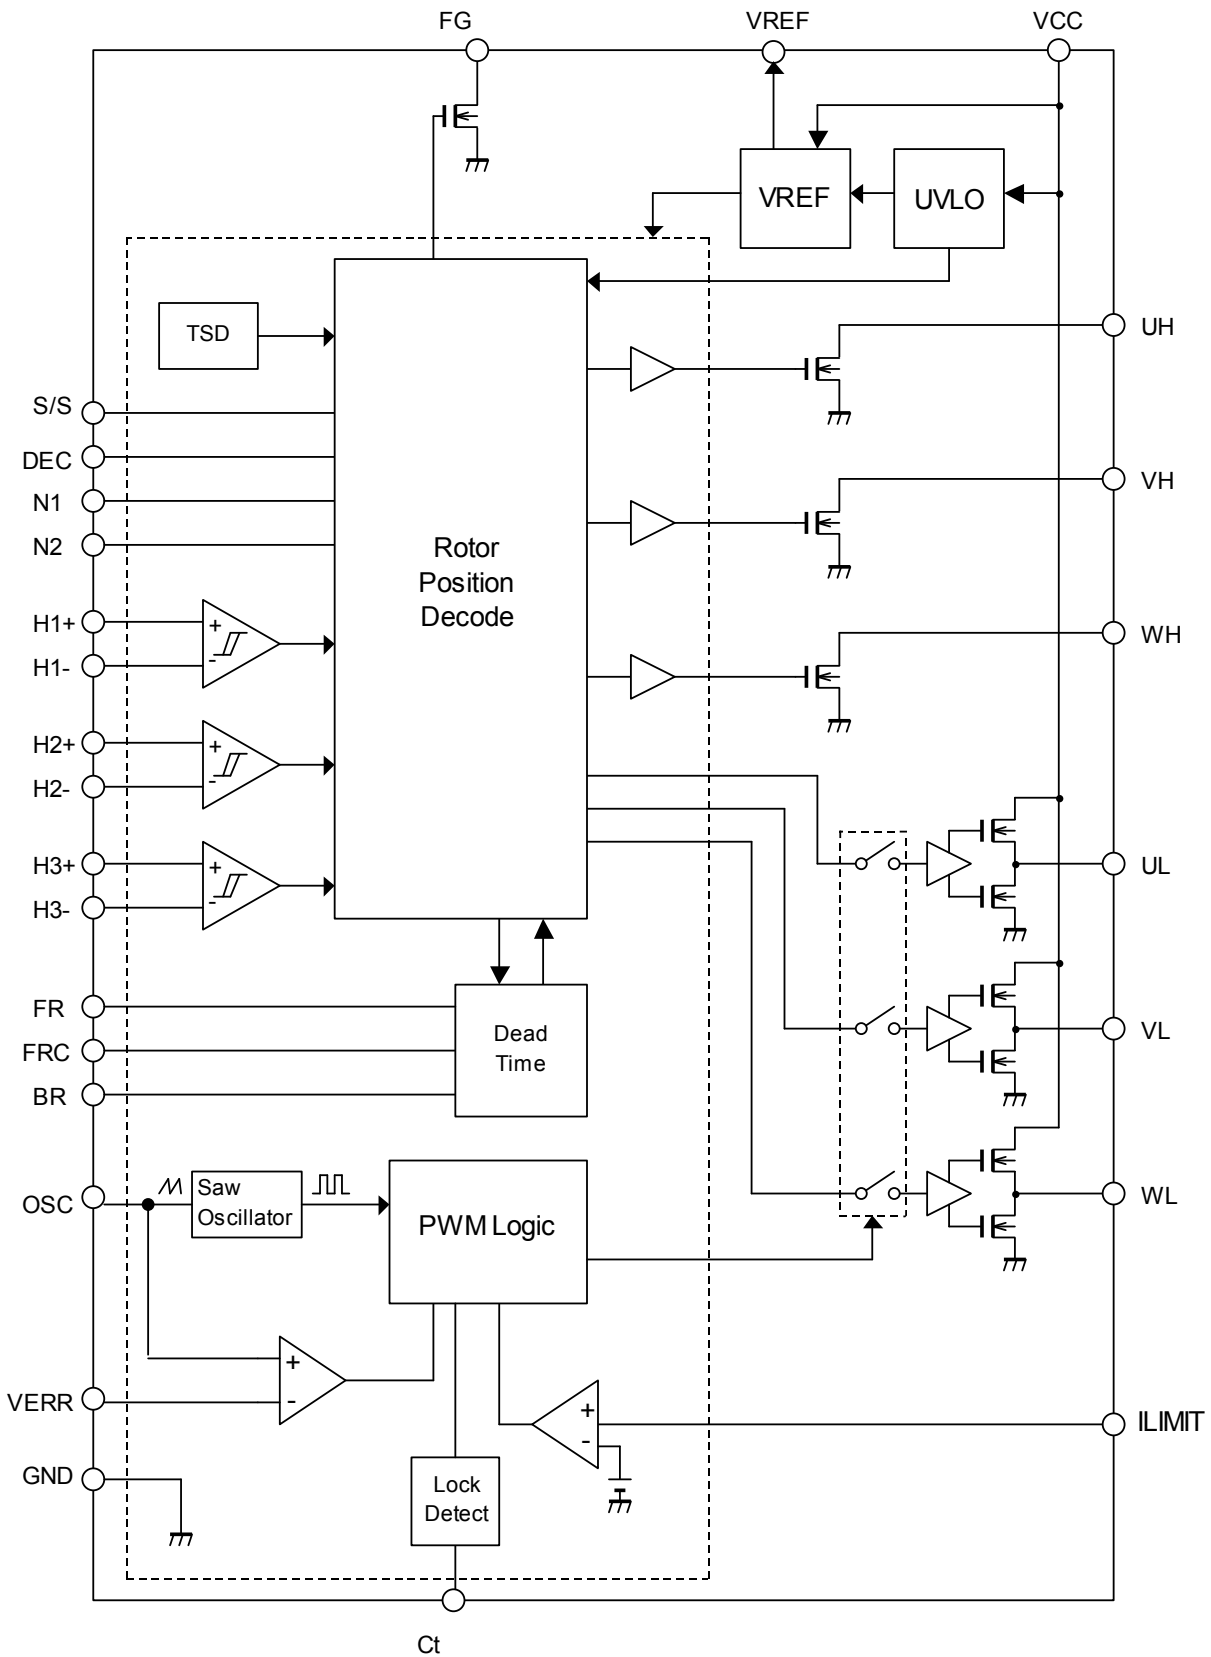 FG
VREF
VCC
VREF
UVLO
TSD
UH
S/S
DEC
VH
N1
N2
Rotor
Position
Decode
H1+
+
WH
H1-
-
H2+
+
H2-
-
H3+
+
UL
H3-
-
FR
Dead
Time
VL
FRC
BR
OSC
Saw
Oscillator
PWM Logic
WL
+
VERR
-
+
-
ILIMIT
GND
Lock
Detect
Ct